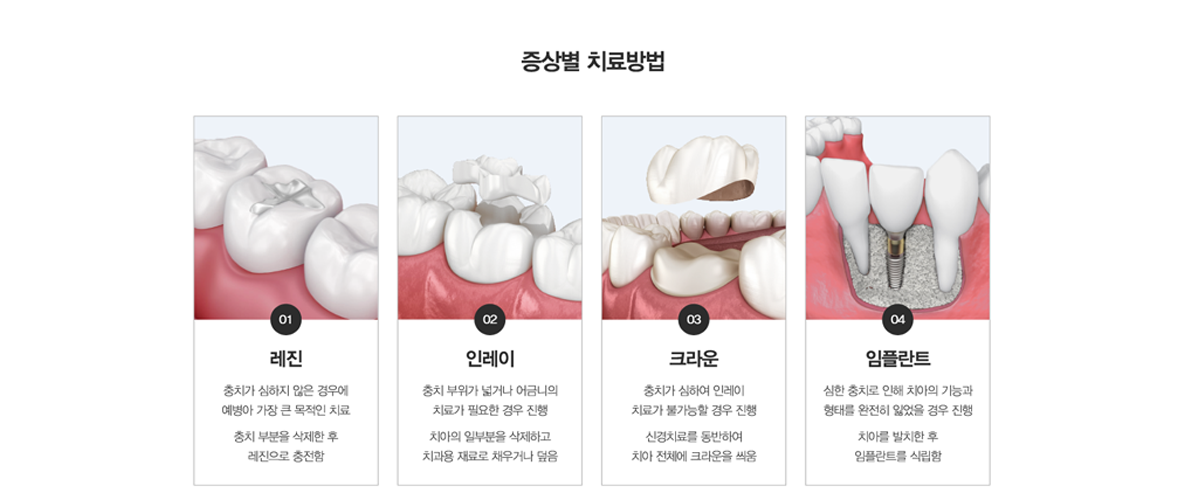 증상별 치료방법
01
레진
충치가 심하지 않은 경우에
예병아 가장 큰 목적인 치료
충치 부분을 삭제한 후
레진으로 충전함
02
인레이
충치 부위가 넓거나 어금니의
치료가 필요한 경우 진행
치아의 일부분을 삭제하고
치과용 재료로 채우거나 덮음
03
크라운
충치가 심하여 인레이
치료가 불가능할 경우 진행
신경치료를 동반하여
치아 전체에 크라운을 씌움
04
임플란트
심한 충치로 인해 치아의 기능과
형태를 완전히 잃었을 경우 진행
치아를 발치한 후
임플란트를 식립함